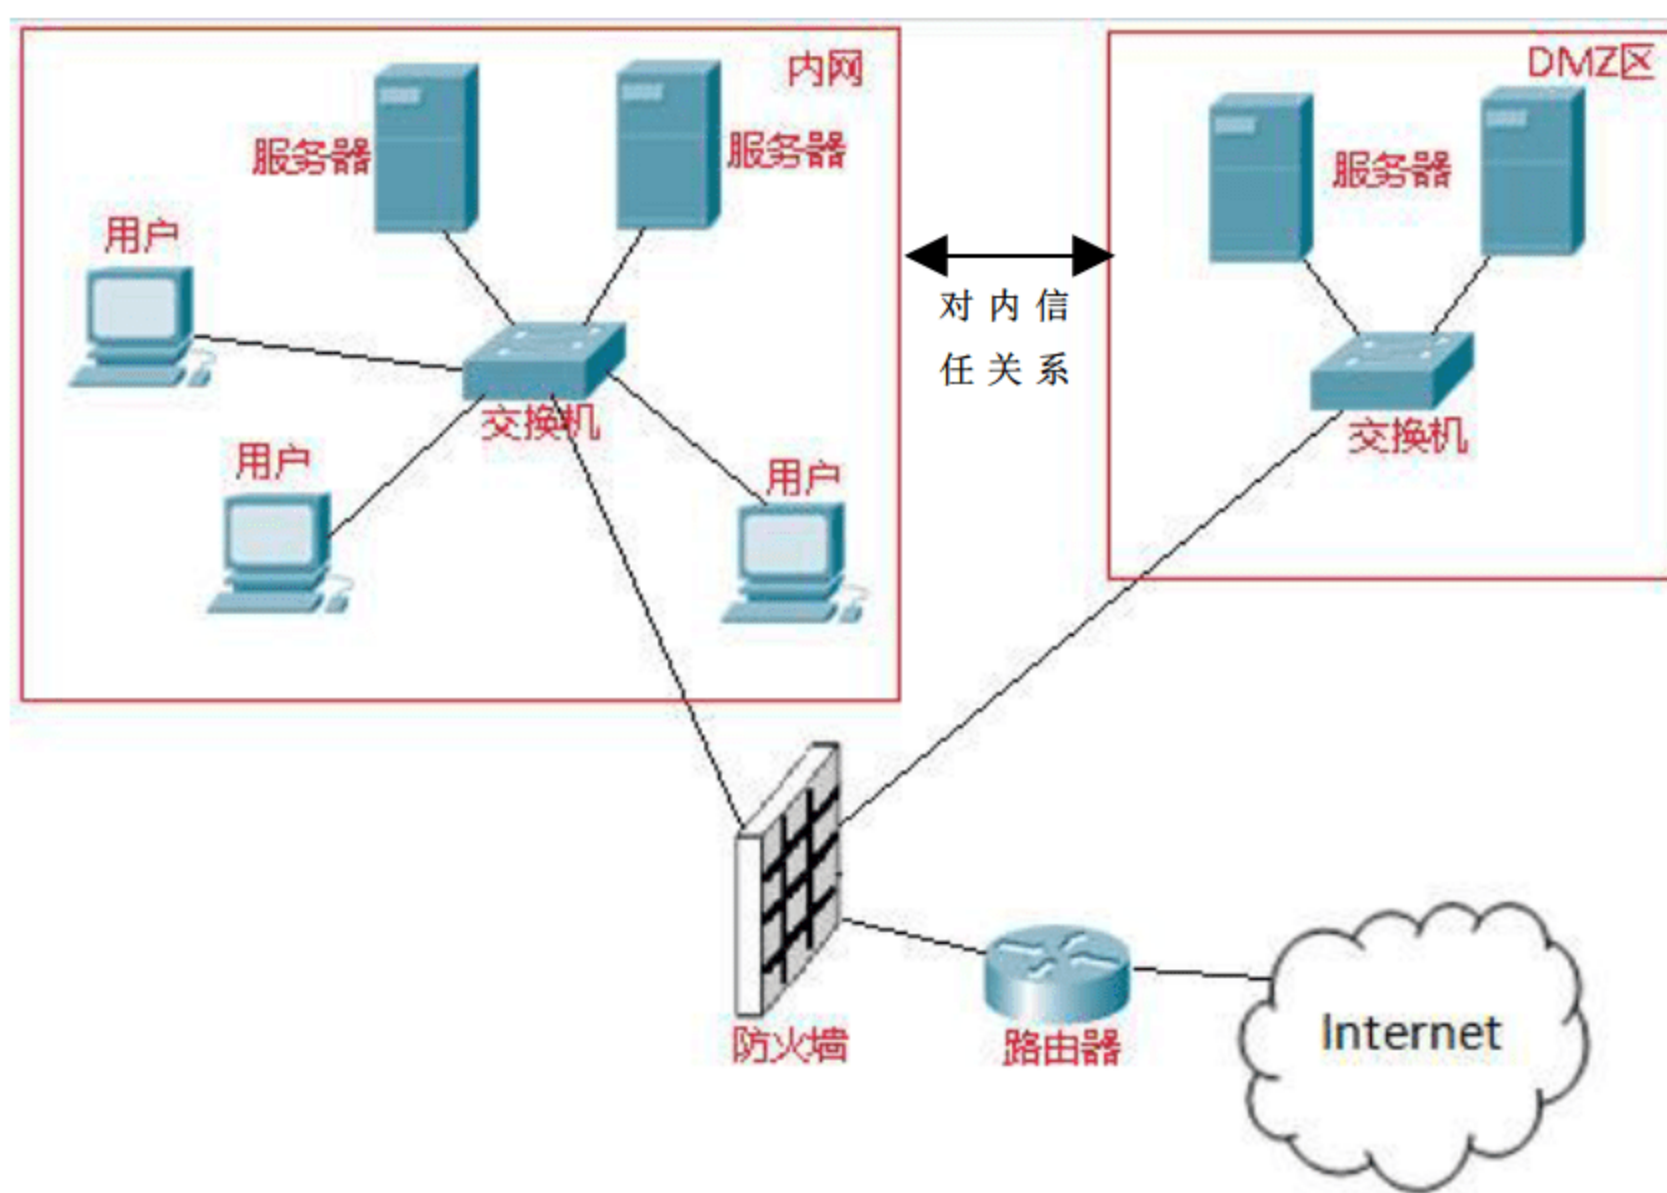 内网
服务器
服务器
用户
交换机
用户
用户
对内信
任关系
DMZ区
服务器
交换机
防火墙
路由器
Internet